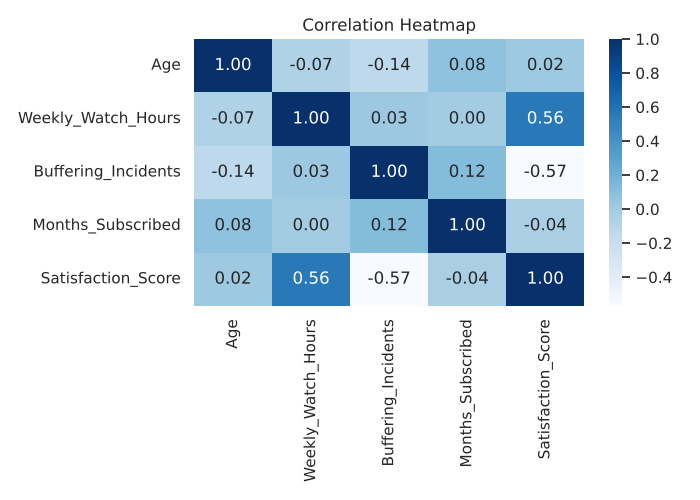 Correlation Heatmap
Age 1.00 -0.07 -0.14 0.08 0.02
Weekly_Watch_Hours -0.07 1.00 0.03 0.00 0.56
Buffering_Incidents -0.14 0.03 1.00 0.12 -0.57
Months_Subscribed 0.08 0.00 0.12 1.00 -0.04
Satisfaction_Score 0.02 0.56 -0.57 -0.04 1.00
Age
Weekly_Watch_Hours
Buffering_Incidents
Months_Subscribed
Satisfaction_Score
1.0
0.8
0.6
0.4
0.2
0.0
−0.2
−0.4